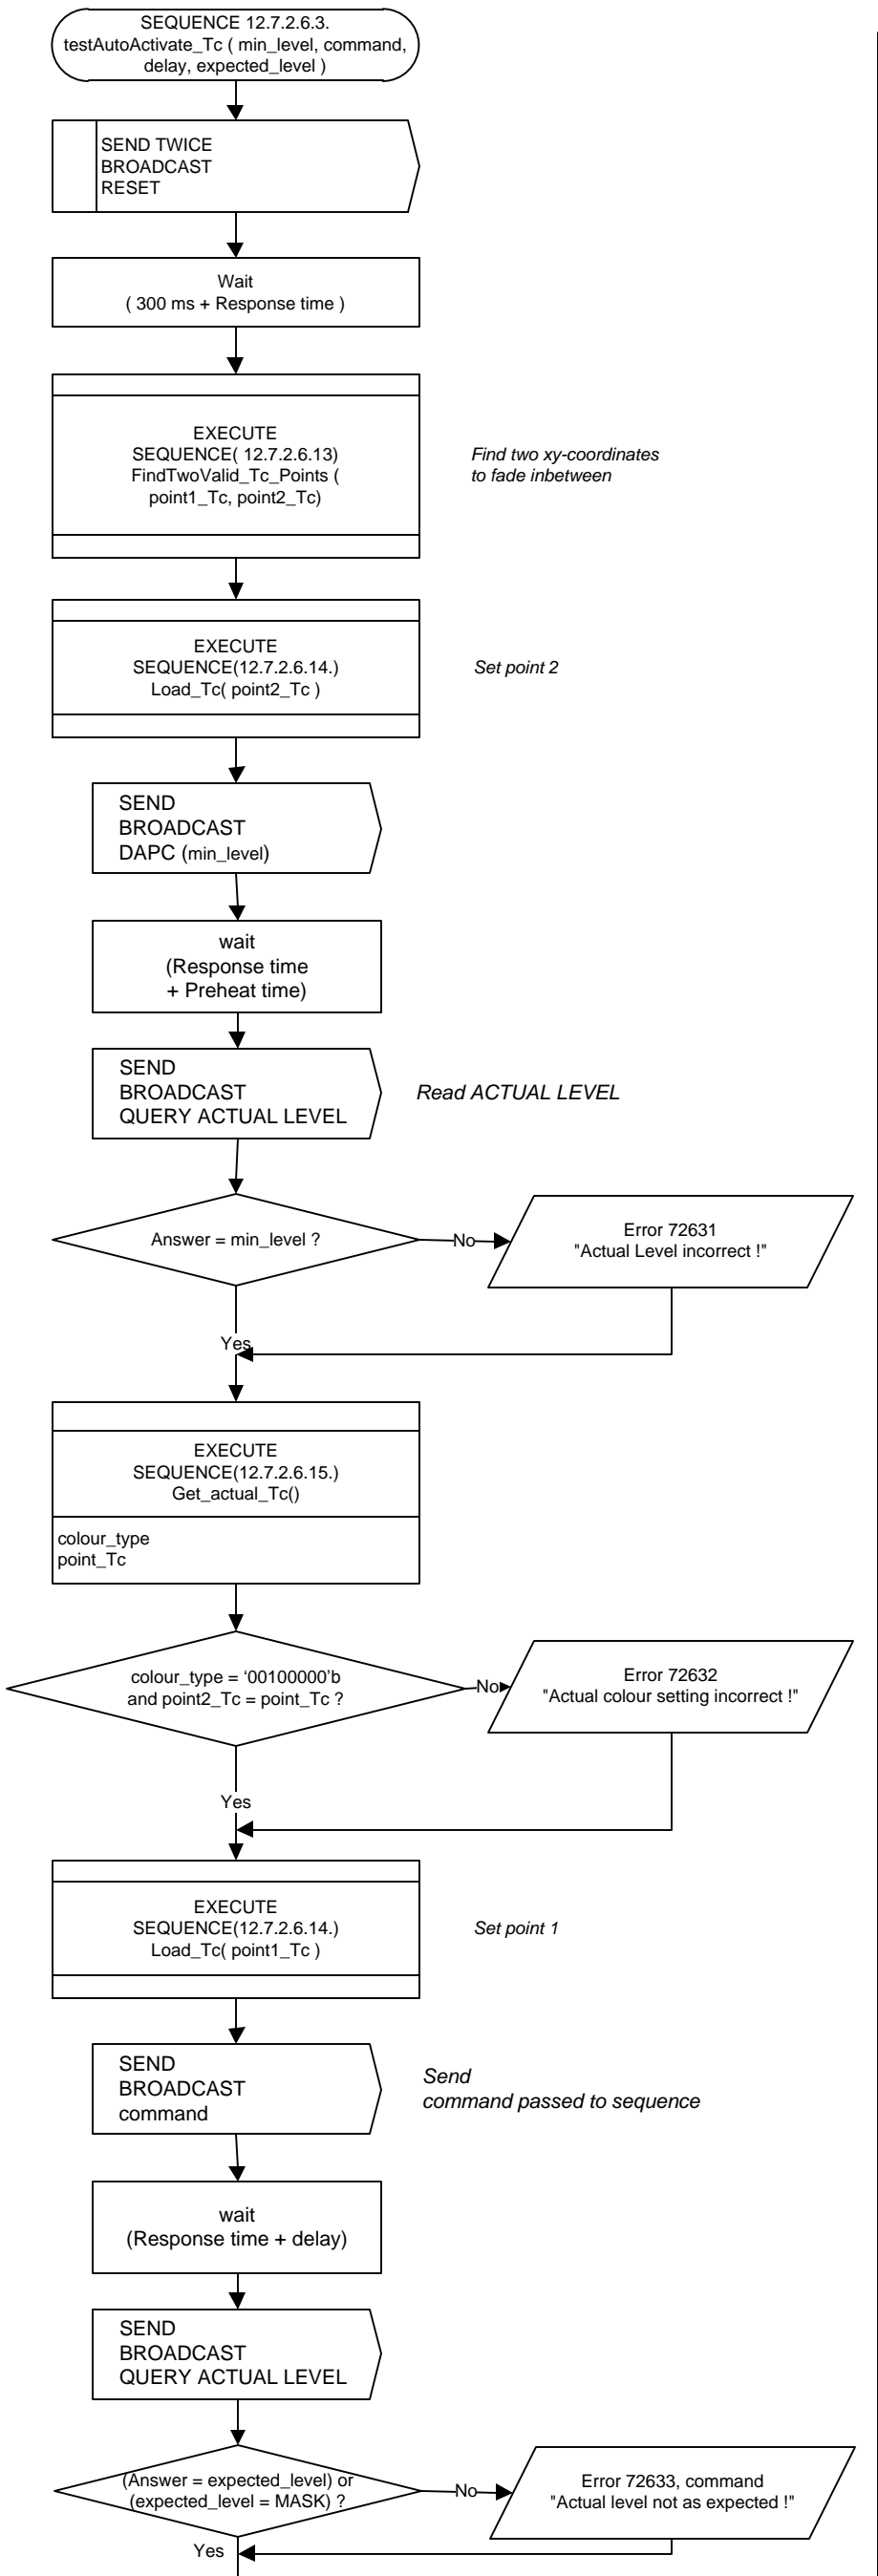 SEQUENCE 12.7.2.6.3.
testAutoActivate_Tc ( min_level, command,
delay, expected_level )
SEND TWICE
BROADCAST
RESET
Wait
( 300 ms + Response time )
EXECUTE
SEQUENCE( 12.7.2.6.13)
FindTwoValid_Tc_Points (
point1_Tc, point2_Tc)
Find two xy-coordinates
to fade inbetween
EXECUTE
SEQUENCE(12.7.2.6.14.)
Load_Tc( point2_Tc )
Set point 2
SEND
BROADCAST
DAPC (min_level)
wait
(Response time
+ Preheat time)
SEND
BROADCAST
QUERY ACTUAL LEVEL
Read ACTUAL LEVEL
Answer = min_level ?
No
Error 72631
"Actual Level incorrect !"
Yes
EXECUTE
SEQUENCE(12.7.2.6.15.)
Get_actual_Tc()
colour_type
point_Tc
colour_type = ‘00100000’b
and point2_Tc = point_Tc ?
No
Error 72632
"Actual colour setting incorrect !"
Yes
EXECUTE
SEQUENCE(12.7.2.6.14.)
Load_Tc( point1_Tc )
Set point 1
SEND
BROADCAST
command
Send
command passed to sequence
wait
(Response time + delay)
SEND
BROADCAST
QUERY ACTUAL LEVEL
(Answer = expected_level) or
(expected_level = MASK) ?
No
Error 72633, command
"Actual level not as expected !"
Yes